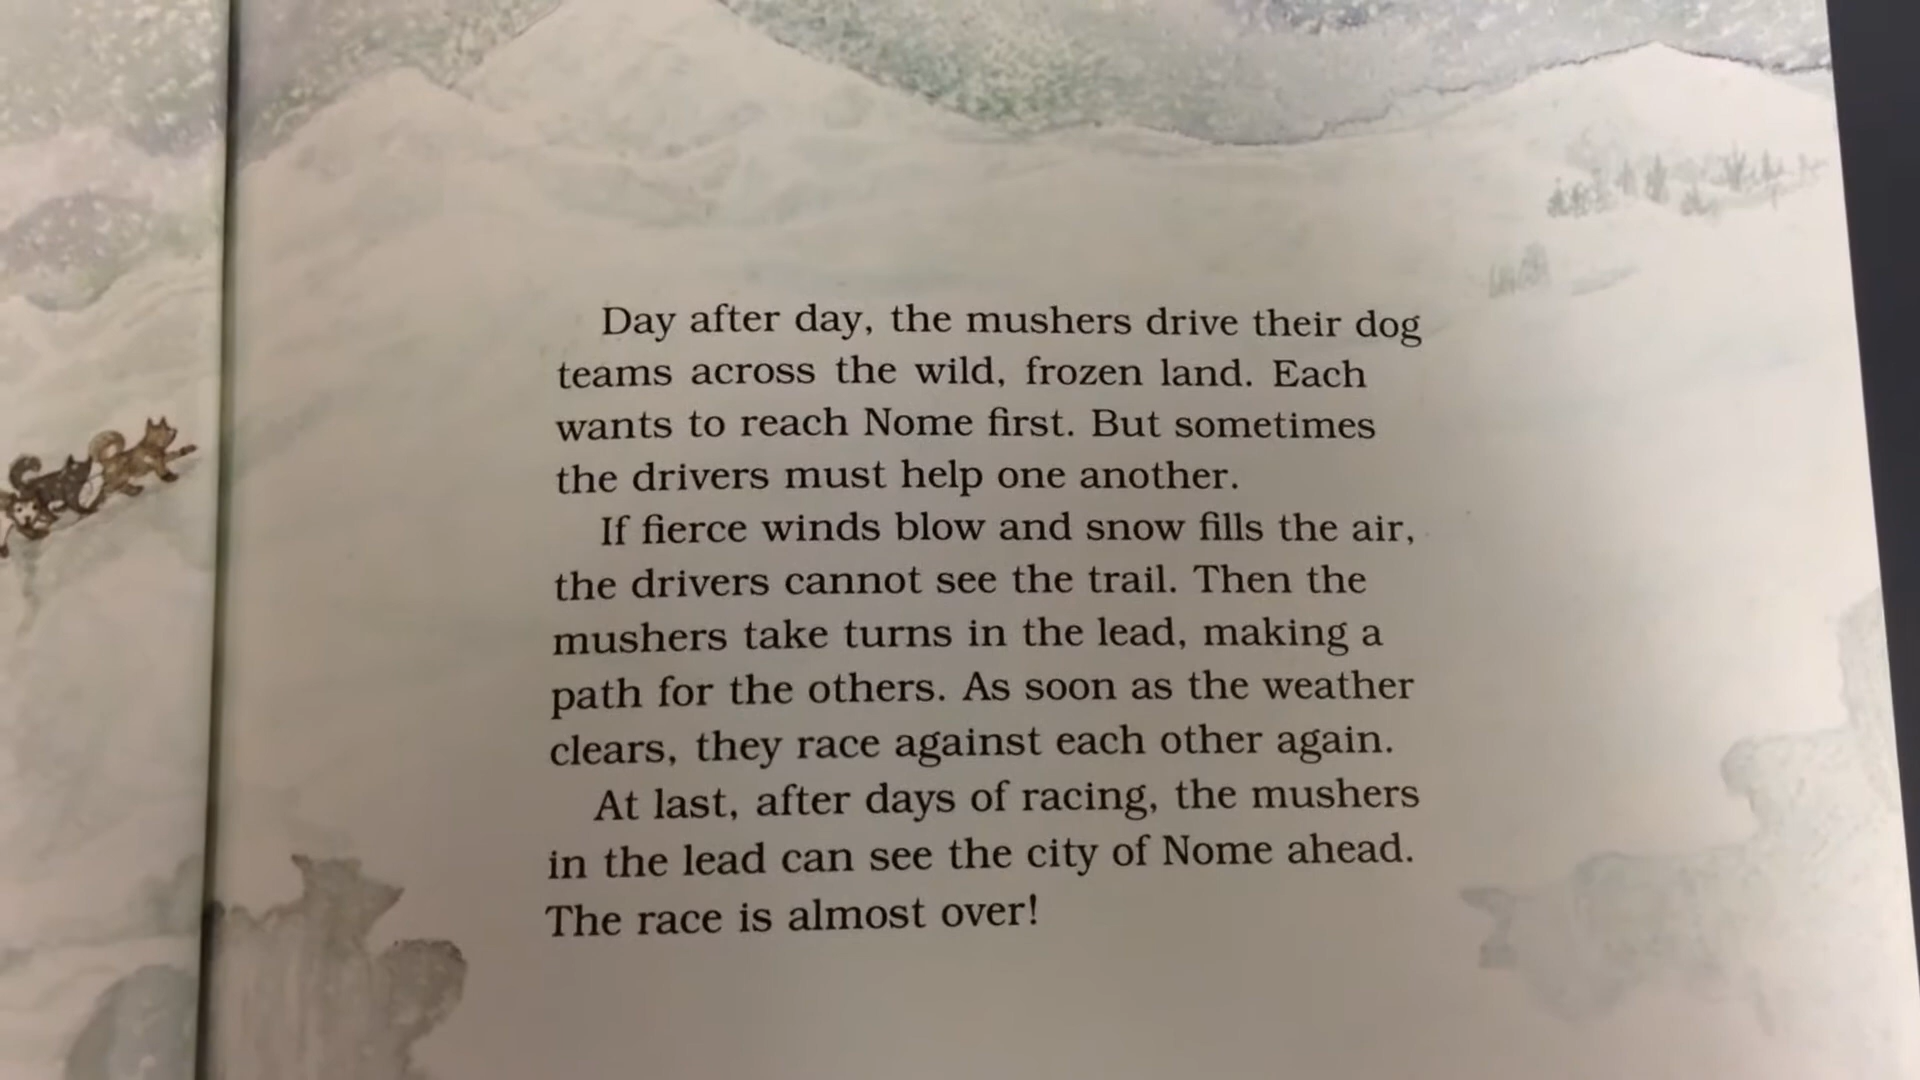 Day after day, the mushers drive their dog
teams across the wild, frozen land. Each
wants to reach Nome first. But sometimes
the drivers must help one another.
If fierce winds blow and snow fills the air,
the drivers cannot see the trail. Then the
mushers take turns in the lead, making a
path for the others. As soon as the weather
clears, they race against each other again.
At last, after days of racing, the mushers
in the lead can see the city of Nome ahead.
The race is almost over!